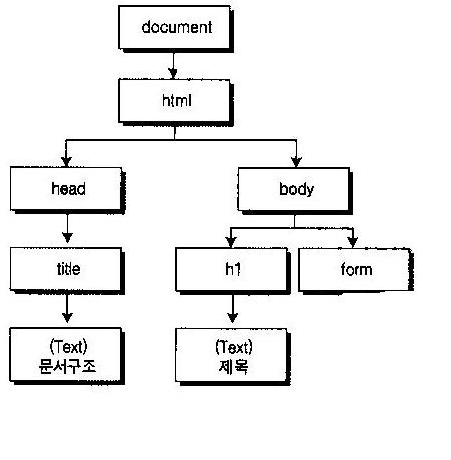 document
html
head
body
title
h1
form
(Text)
문서구조
(Text)
제목